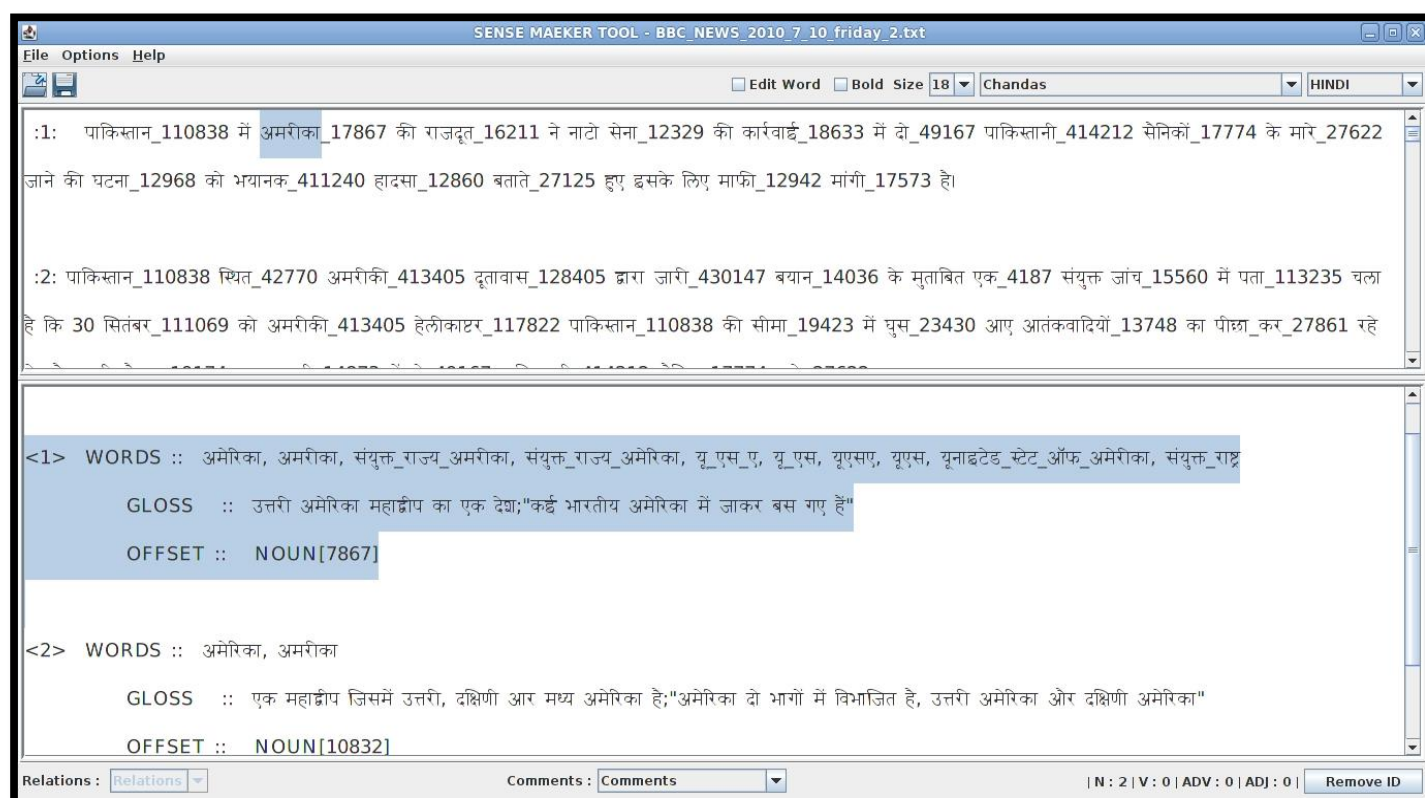 SENSE MAEKER TOOL - BBC_NEWS_2010_7_10_friday_2.txt
File Options Help
Edit Word Bold Size 18 Chandas HINDI
:1: पाकिस्तान_110838 में अमरीका_17867 की राजदूत_16211 ने नाटो सेना_12329 की कार्रवाई_18633 में दो_49167 पाकिस्तानी_414212 सैनिकों_17774 के मारे_27622
जाने की घटना_12968 को भयानक_411240 हादसा_12860 बताते_27125 हुए इसके लिए माफी_12942 मांगी_17573 है।
:2: पाकिस्तान_110838 स्थित_42770 अमरीकी_413405 दूतावास_128405 द्वारा जारी_430147 बयान_14036 के मुताबित एक_4187 संयुक्त जांच_15560 में पता_113235 चला
है कि 30 सितंबर_111069 को अमरीकी_413405 हेलीकाप्टर_117822 पाकिस्तान_110838 की सीमा_19423 में घुस_23430 आए आतंकवादियों_13748 का पीछा_कर_27861 रहे
<1> WORDS :: अमेरिका, अमरीका, संयुक्त_राज्य_अमरीका, संयुक्त_राज्य_अमेरिका, यू_एस_ए, यू_एस, यूएसए, यूएस, यूनाइटेड_स्टेट_ऑफ_अमेरीका, संयुक्त_राष्ट्र
GLOSS :: उत्तरी अमेरिका महाद्वीप का एक देश;"कई भारतीय अमेरिका में जाकर बस गए हैं"
OFFSET :: NOUN[7867]
<2> WORDS :: अमेरिका, अमरीका
GLOSS :: एक महाद्वीप जिसमें उत्तरी, दक्षिणी आर मध्य अमेरिका है;"अमेरिका दो भागों में विभाजित है, उत्तरी अमेरिका और दक्षिणी अमेरिका"
OFFSET :: NOUN[10832]
Relations : Relations Comments : Comments | N : 2 | V : 0 | ADV : 0 | ADJ : 0 | Remove ID